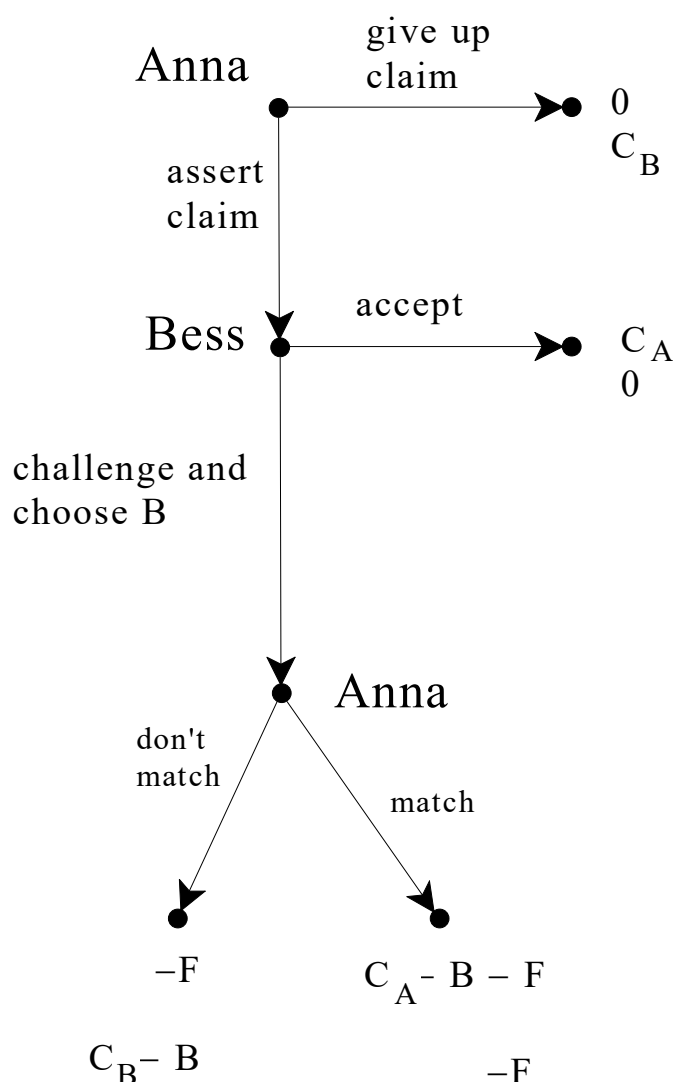 give up
claim
Anna
0
C_B
assert
claim
accept
Bess
C_A
0
challenge and
choose B
Anna
don't
match
match
–F
C_A - B – F
C_B – B
–F